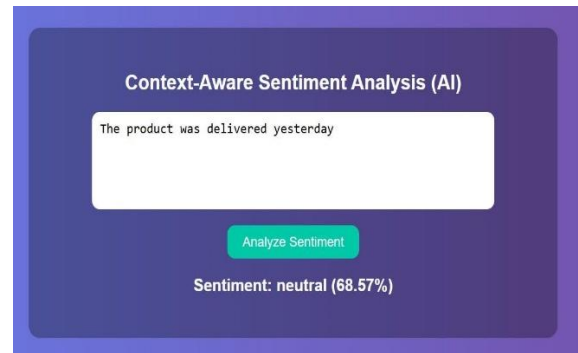 Context-Aware Sentiment Analysis (AI)
The product was delivered yesterday
Analyze Sentiment
Sentiment: neutral (68.57%)